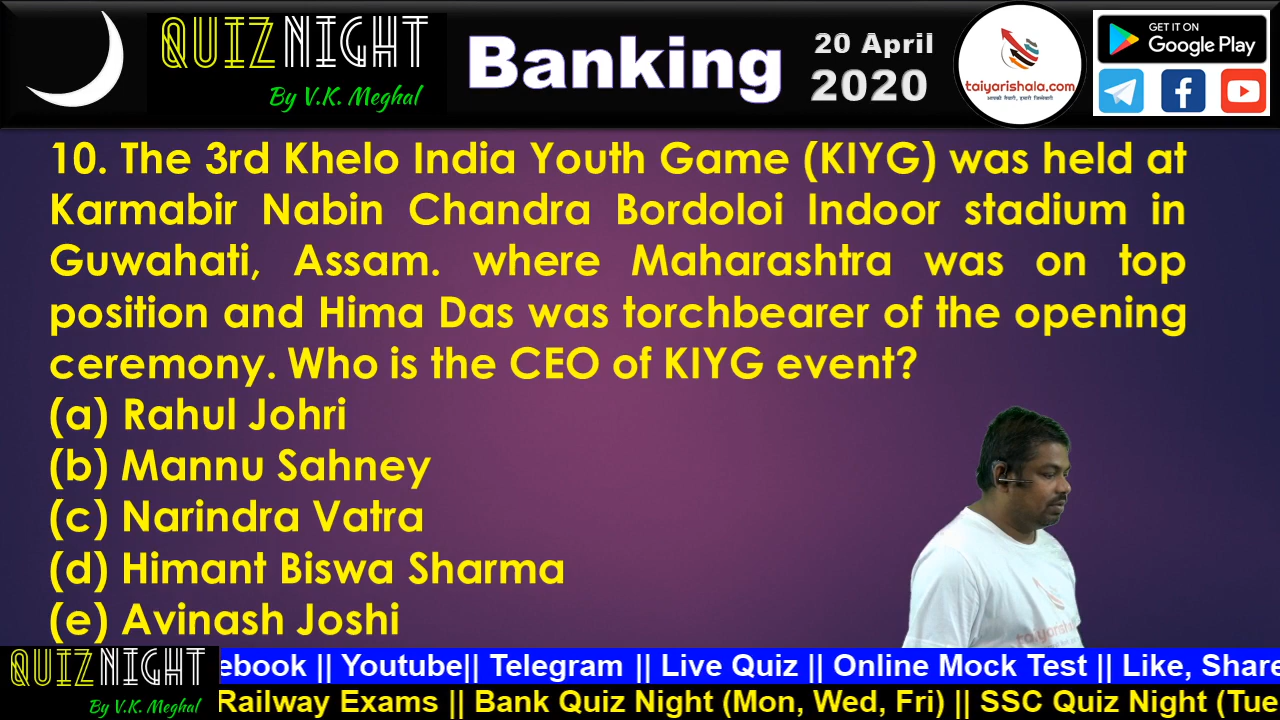 QUIZ NIGHT
By V.K. Meghal
Banking
20 April
2020
taiyarishala.com
आपकी तैयारी, हमारी जिम्मेदारी
GET IT ON
Google Play
10. The 3rd Khelo India Youth Game (KIYG) was held at
Karmabir Nabin Chandra Bordoloi Indoor stadium in
Guwahati, Assam. where Maharashtra was on top
position and Hima Das was torchbearer of the opening
ceremony. Who is the CEO of KIYG event?
(a) Rahul Johri
(b) Mannu Sahney
(c) Narindra Vatra
(d) Himant Biswa Sharma
(e) Avinash Joshi
QUIZ NIGHT
By V.K. Meghal
ebook || Youtube|| Telegram || Live Quiz || Online Mock Test || Like, Share
Railway Exams || Bank Quiz Night (Mon, Wed, Fri) || SSC Quiz Night (Tue